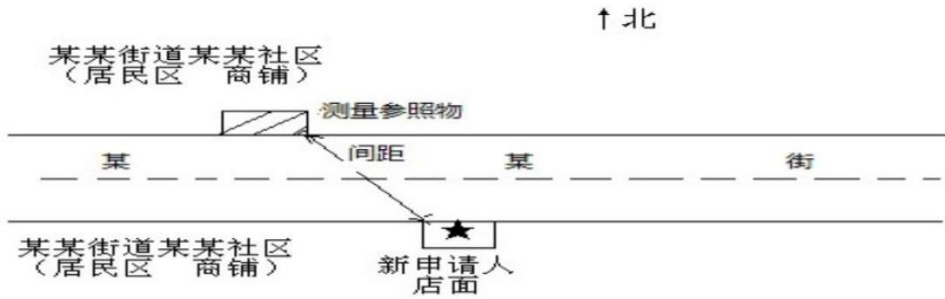 ↑北
某某街道某某社区
（居民区 商铺）
测量参照物
某 间距 某 街
某某街道某某社区
（居民区 商铺）
新申请人
店面